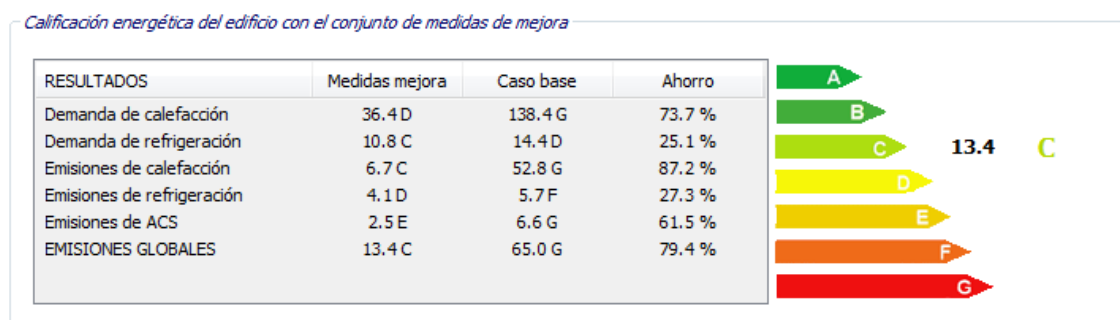 Calificación energética del edificio con el conjunto de medidas de mejora
RESULTADOS Medidas mejora Caso base Ahorro
Demanda de calefacción 36.4 D 138.4 G 73.7 %
Demanda de refrigeración 10.8 C 14.4 D 25.1 %
Emisiones de calefacción 6.7 C 52.8 G 87.2 %
Emisiones de refrigeración 4.1 D 5.7 F 27.3 %
Emisiones de ACS 2.5 E 6.6 G 61.5 %
EMISIONES GLOBALES 13.4 C 65.0 G 79.4 %
A
B
C 13.4 C
D
E
F
G